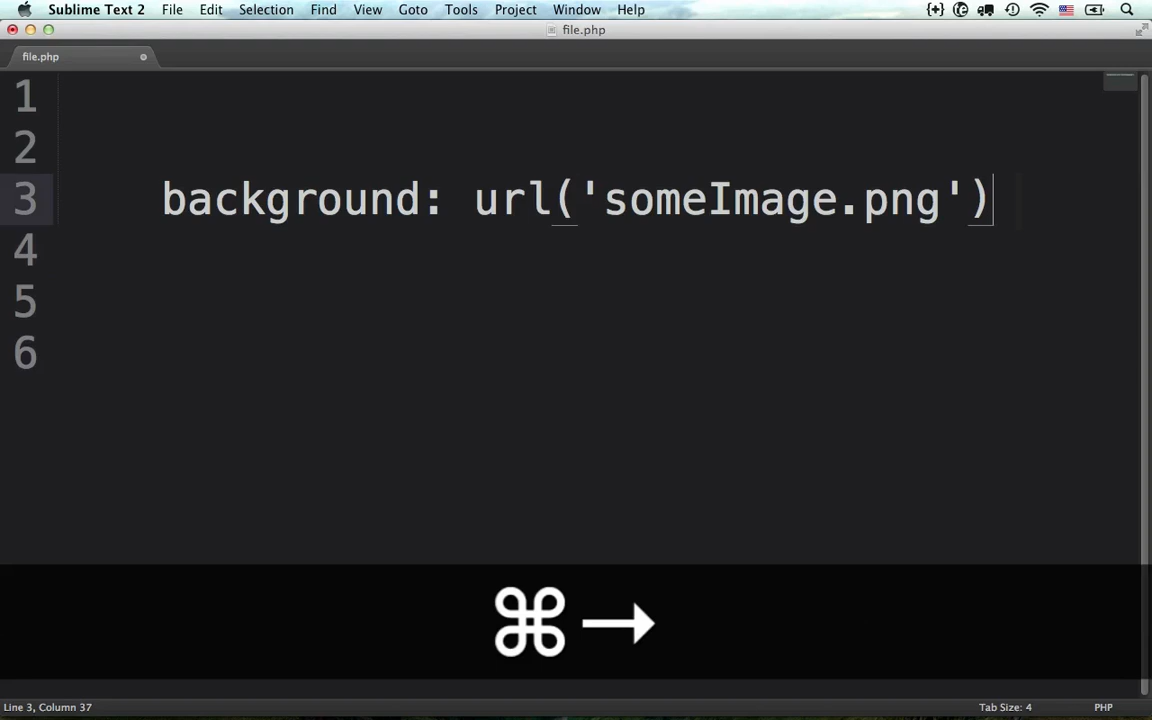 Sublime Text 2 File Edit Selection Find View Goto Tools Project Window Help
file.php
file.php
1
2
3 background: url('someImage.png')
4
5
6
⌘→
Line 3, Column 37 Tab Size: 4 PHP